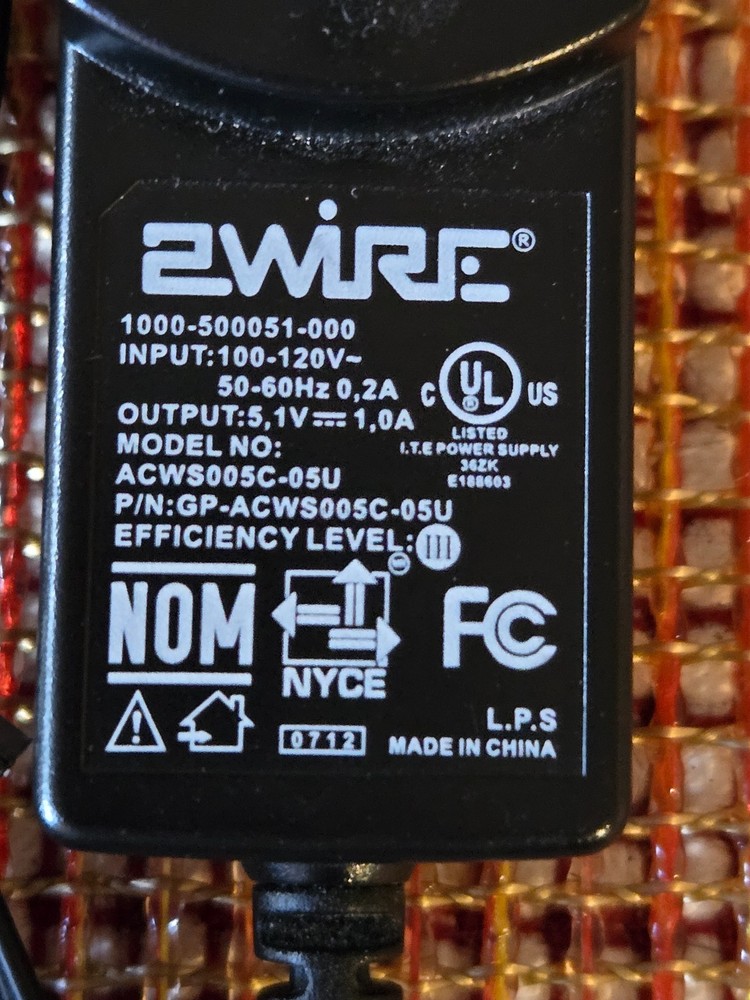 2WiRE®
1000-500051-000
INPUT:100-120V~
50-60Hz 0,2A
OUTPUT:5,1V⎓1,0A
C UL® US
LISTED
I.T.E POWER SUPPLY
36ZK
E188603
MODEL NO:
ACWS005C-05U
P/N:GP-ACWS005C-05U
EFFICIENCY LEVEL:III
NOM
NYCE
FC
0712
L.P.S
MADE IN CHINA